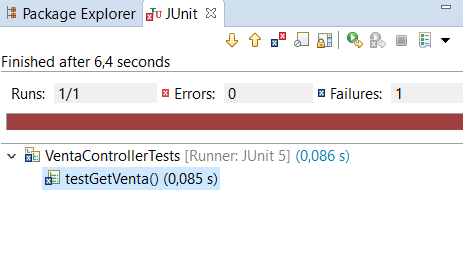 Package Explorer JUnit
Finished after 6,4 seconds
Runs: 1/1 Errors: 0 Failures: 1
VentaControllerTests [Runner: JUnit 5] (0,086 s)
testGetVenta() (0,085 s)